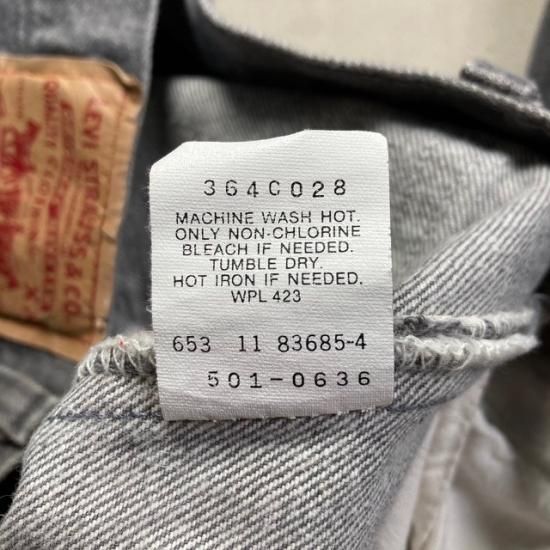 LEVI STRAUSS & CO.
QUALITY
364C028
MACHINE WASH HOT.
ONLY NON-CHLORINE
BLEACH IF NEEDED.
TUMBLE DRY.
HOT IRON IF NEEDED.
WPL 423
653 11 83685-4
501-0636